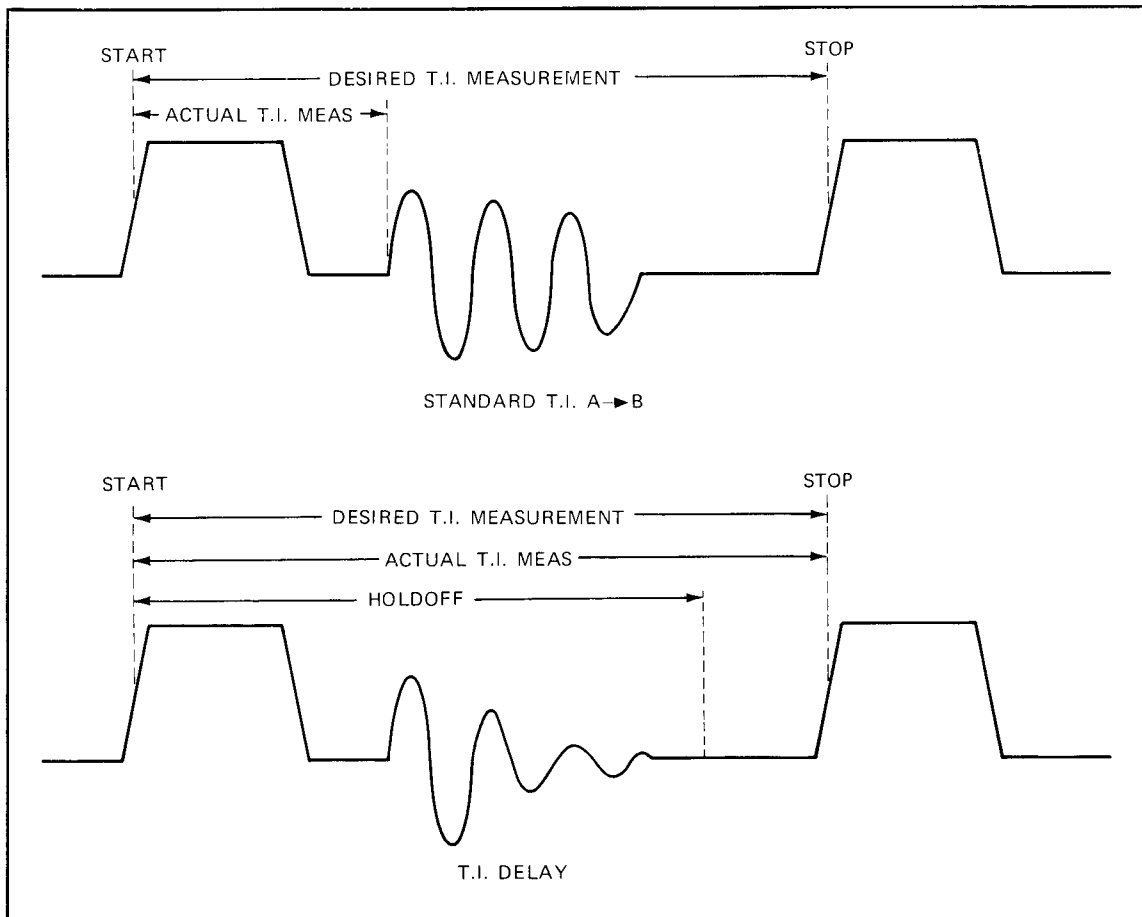 START
STOP
DESIRED T.I. MEASUREMENT
ACTUAL T.I. MEAS
STANDARD T.I. A→B
START
STOP
DESIRED T.I. MEASUREMENT
ACTUAL T.I. MEAS
HOLDOFF
T.I. DELAY